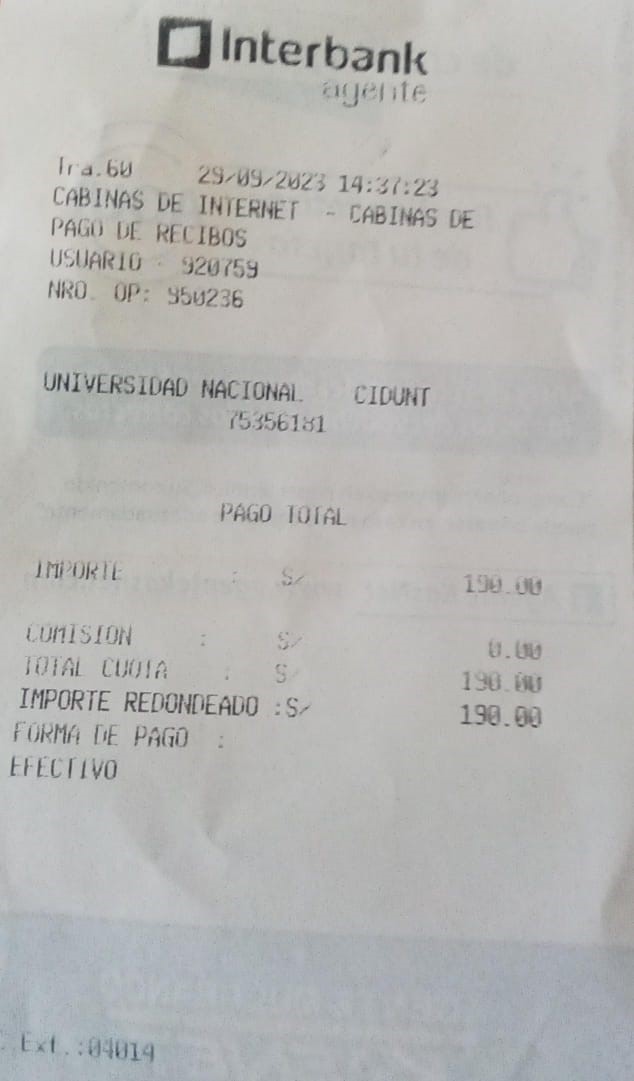 Interbank
agente
Tra.60 29/09/2023 14:37:23
CABINAS DE INTERNET - CABINAS DE
PAGO DE RECIBOS
USUARIO : 920759
NRO. OP: 950236
UNIVERSIDAD NACIONAL CIDUNT
75356181
PAGO TOTAL
IMPORTE : S/ 190.00
COMISION : S/ 0.00
TOTAL CUOTA : S/ 190.00
IMPORTE REDONDEADO :S/ 190.00
FORMA DE PAGO :
EFECTIVO
Ext.:04014